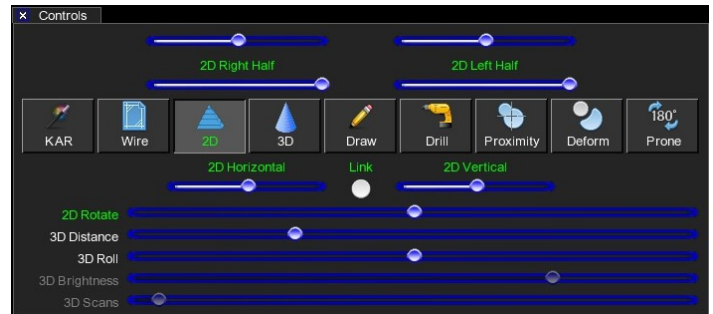 Controls
2D Right Half 2D Left Half
KAR Wire 2D 3D Draw Drill Proximity Deform 180° Prone
2D Horizontal Link 2D Vertical
2D Rotate
3D Distance
3D Roll
3D Brightness
3D Scans